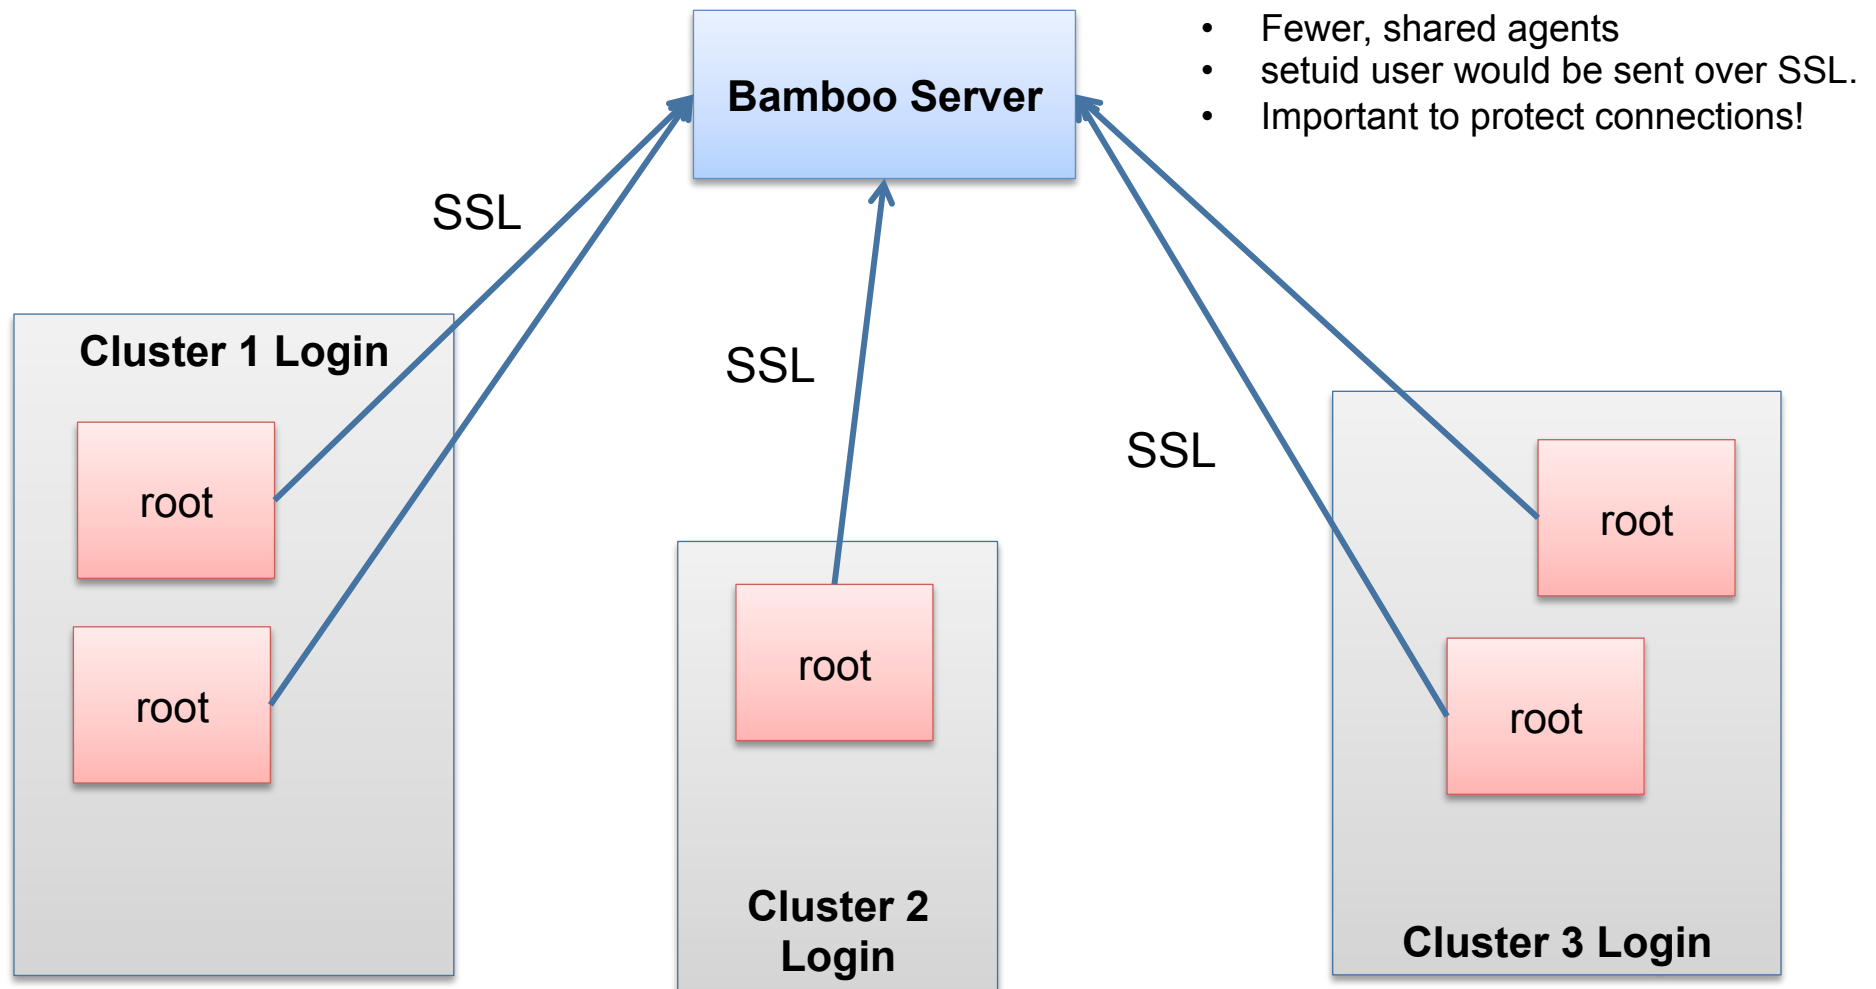 Bamboo Server
• Fewer, shared agents
• setuid user would be sent over SSL.
• Important to protect connections!
SSL
SSL
SSL
Cluster 1 Login
root
root
root
Cluster 2
Login
root
root
Cluster 3 Login